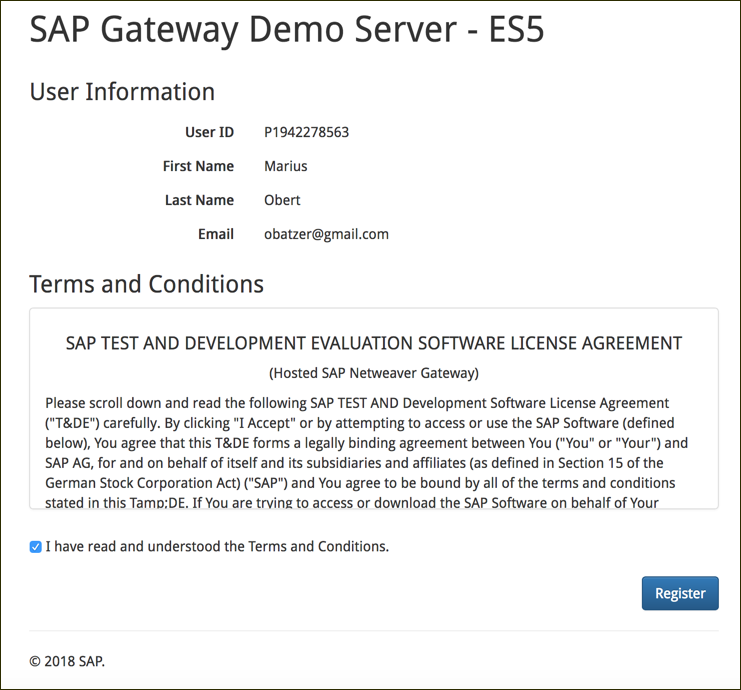 SAP Gateway Demo Server - ES5
User Information
User ID P1942278563
First Name Marius
Last Name Obert
Email obatzer@gmail.com
Terms and Conditions
SAP TEST AND DEVELOPMENT EVALUATION SOFTWARE LICENSE AGREEMENT
(Hosted SAP Netweaver Gateway)
Please scroll down and read the following SAP TEST AND Development Software License Agreement
("T&DE") carefully. By clicking "I Accept" or by attempting to access or use the SAP Software (defined
below), You agree that this T&DE forms a legally binding agreement between You ("You" or "Your") and
SAP AG, for and on behalf of itself and its subsidiaries and affiliates (as defined in Section 15 of the
German Stock Corporation Act) ("SAP") and You agree to be bound by all of the terms and conditions
stated in this Tamp;DE. If You are trying to access or download the SAP Software on behalf of Your
I have read and understood the Terms and Conditions.
Register
© 2018 SAP.